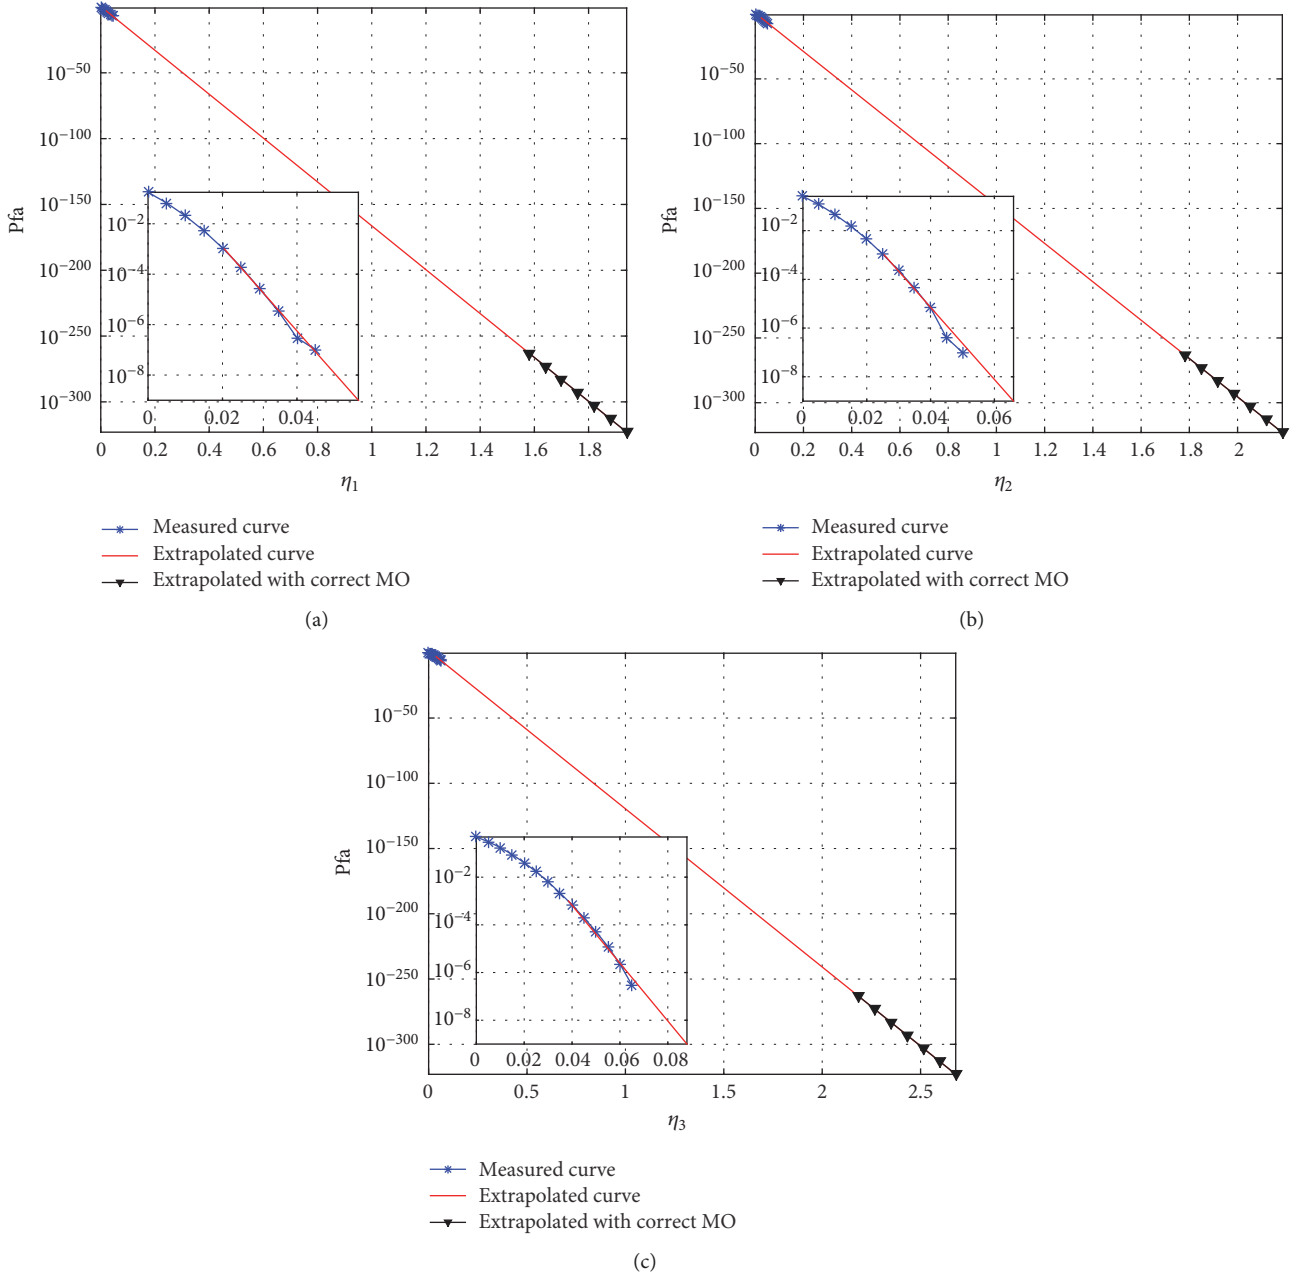 Pfa
10^−50
10^−100
10^−150
10^−200
10^−250
10^−300
10^−2
10^−4
10^−6
10^−8
0 0.02 0.04
0 0.2 0.4 0.6 0.8 1 1.2 1.4 1.6 1.8
η1
Measured curve
Extrapolated curve
Extrapolated with correct MO
(a)
Pfa
10^−50
10^−100
10^−150
10^−200
10^−250
10^−300
10^−2
10^−4
10^−6
10^−8
0 0.02 0.04 0.06
0 0.2 0.4 0.6 0.8 1 1.2 1.4 1.6 1.8 2
η2
Measured curve
Extrapolated curve
Extrapolated with correct MO
(b)
Pfa
10^−50
10^−100
10^−150
10^−200
10^−250
10^−300
10^−2
10^−4
10^−6
10^−8
0 0.02 0.04 0.06 0.08
0 0.5 1 1.5 2 2.5
η3
Measured curve
Extrapolated curve
Extrapolated with correct MO
(c)